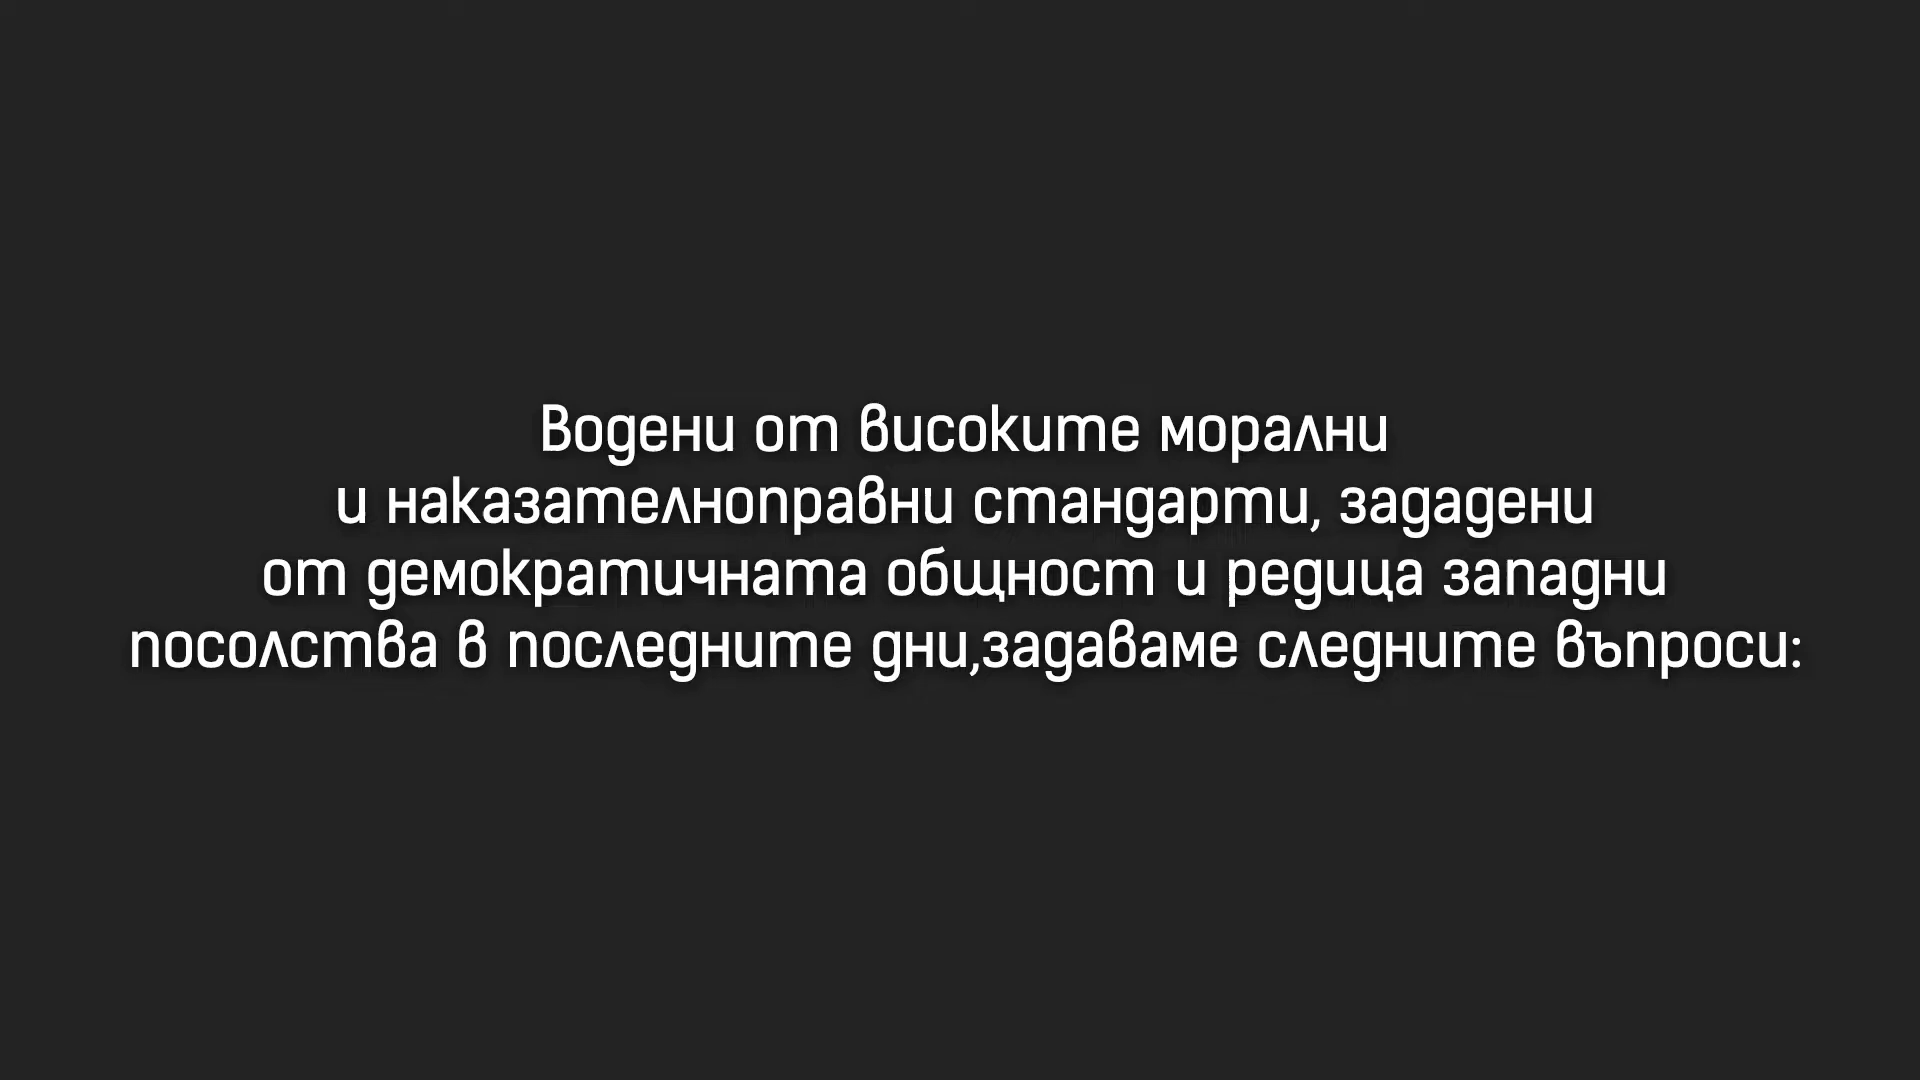 Водени от високите морални
и наказателноправни стандарти, зададени
от демократичната общност и редица западни
посолства в последните дни,задаваме следните въпроси: